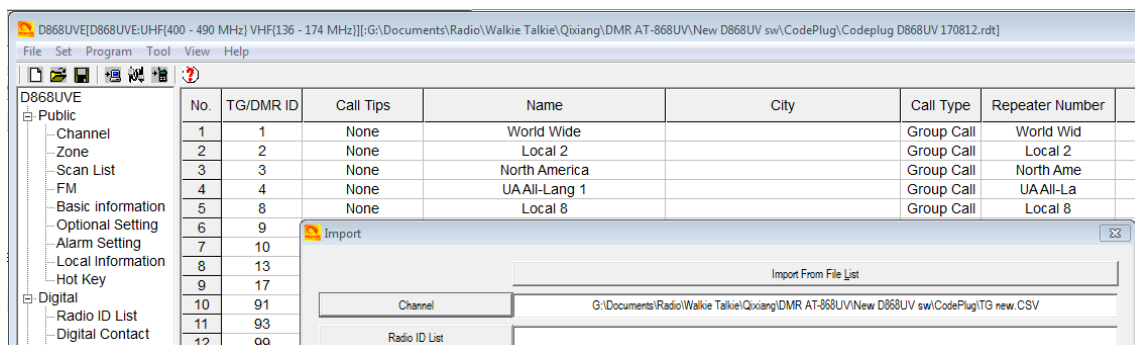 D868UVE[D868UVE:UHF{400 - 490 MHz} VHF{136 - 174 MHz}][:G:\Documents\Radio\Walkie Talkie\Qixiang\DMR AT-868UV\New D868UV sw\CodePlug\Codeplug D868UV 170812.rdt]
File Set Program Tool View Help
D868UVE
Public
Channel
Zone
Scan List
FM
Basic information
Optional Setting
Alarm Setting
Local Information
Hot Key
Digital
Radio ID List
Digital Contact
No. TG/DMR ID Call Tips Name City Call Type Repeater Number
1 1 None World Wide Group Call World Wid
2 2 None Local 2 Group Call Local 2
3 3 None North America Group Call North Ame
4 4 None UA All-Lang 1 Group Call UA All-La
5 8 None Local 8 Group Call Local 8
6 9
7 10
8 13
9 17
10 91
11 93
12 99
Import
Import From File List
Channel G:\Documents\Radio\Walkie Talkie\Qixiang\DMR AT-868UV\New D868UV sw\CodePlug\TG new.CSV
Radio ID List